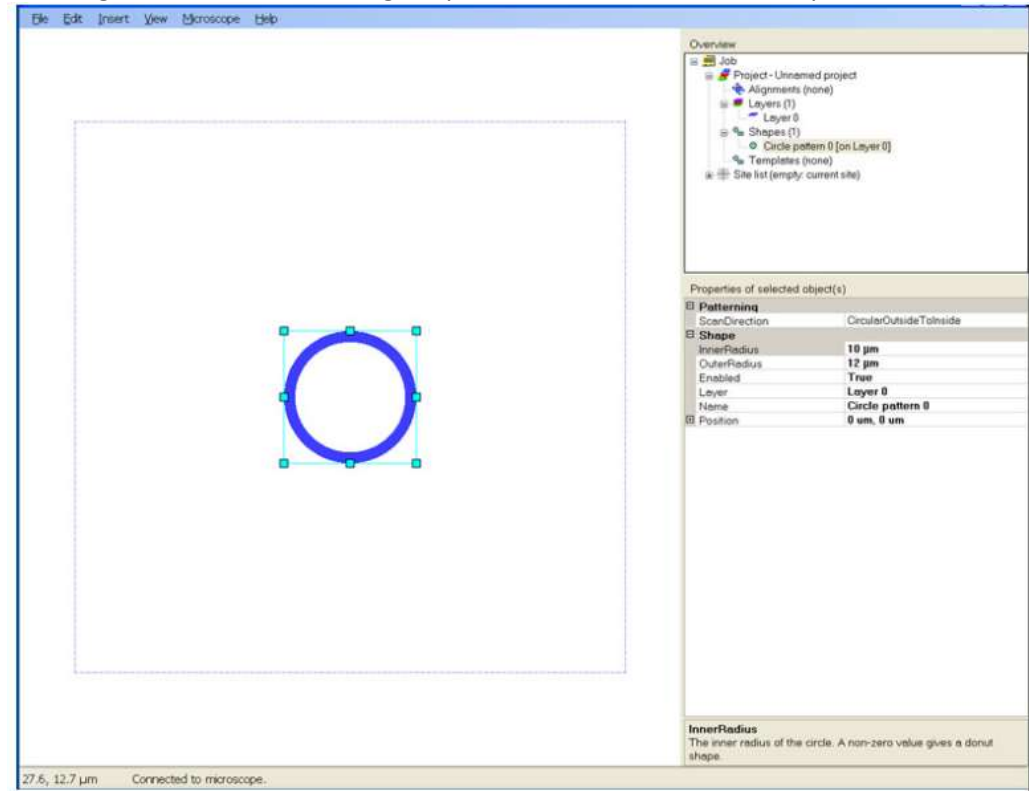 File Edit Insert View Microscope Help
Overview
Job
Project - Unnamed project
Alignments (none)
Layers (1)
Layer 0
Shapes (1)
Circle pattern 0 [on Layer 0]
Templates (none)
Site list (empty: current site)
Properties of selected object(s)
Patterning
ScanDirection CircularOutsideToInside
Shape
InnerRadius 10 µm
OuterRadius 12 µm
Enabled True
Layer Layer 0
Name Circle pattern 0
Position 0 um, 0 um
InnerRadius
The inner radius of the circle. A non-zero value gives a donut
shape.
27.6, 12.7 µm Connected to microscope.